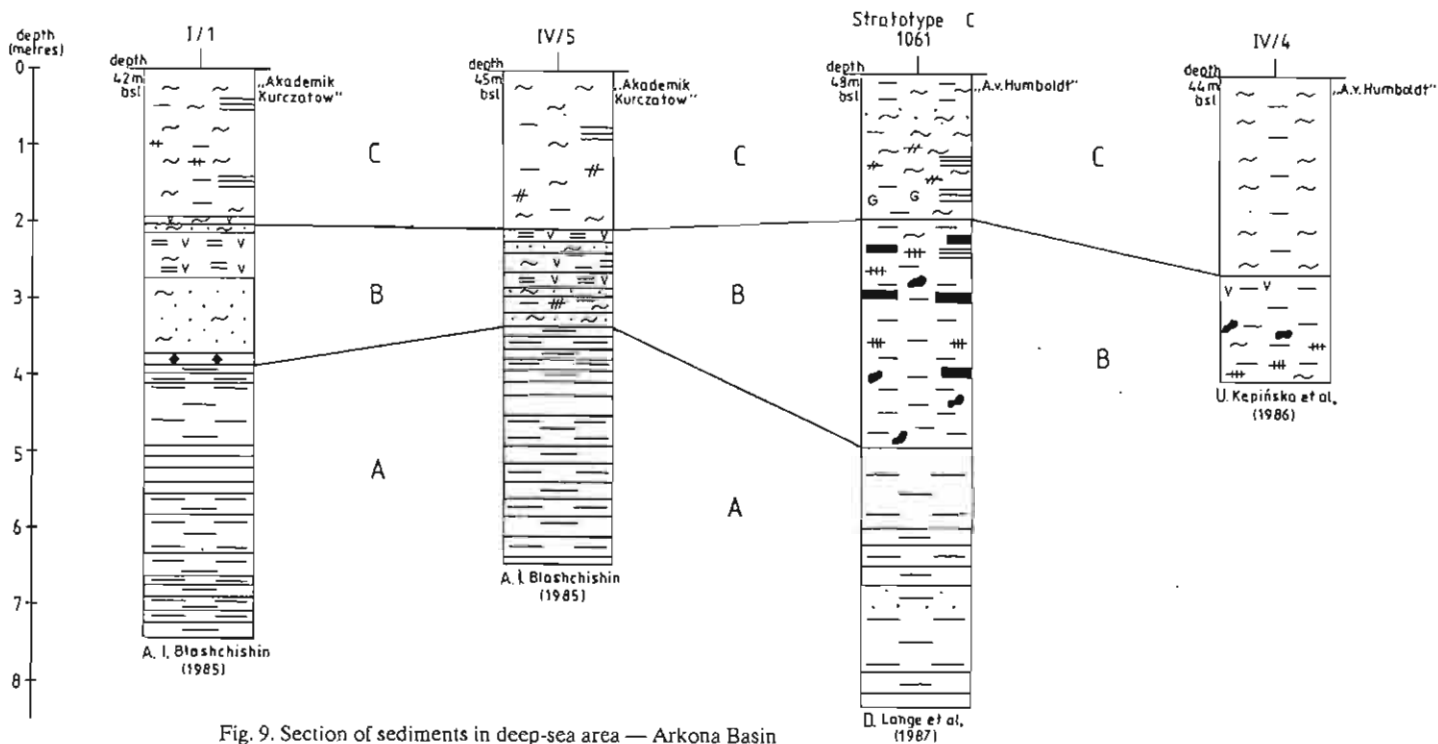 depth
(metres)
0
1
2
3
4
5
6
7
8
I/1
depth
42m
bsl
„Akademik
Kurczatow"
A. I. Blashchishin
(1985)
IV/5
depth
45m
bsl
„Akademik
Kurczatow"
A. I. Blashchishin
(1985)
Stratotype C
1061
depth
48m
bsl
„A.v. Humboldt"
G
G
D. Lange et al.
(1987)
IV/4
depth
44m
bsl
„A.v. Humboldt"
U. Kępińska et al.
(1986)
C
C
C
B
B
B
A
A
Fig. 9. Section of sediments in deep-sea area — Arkona Basin